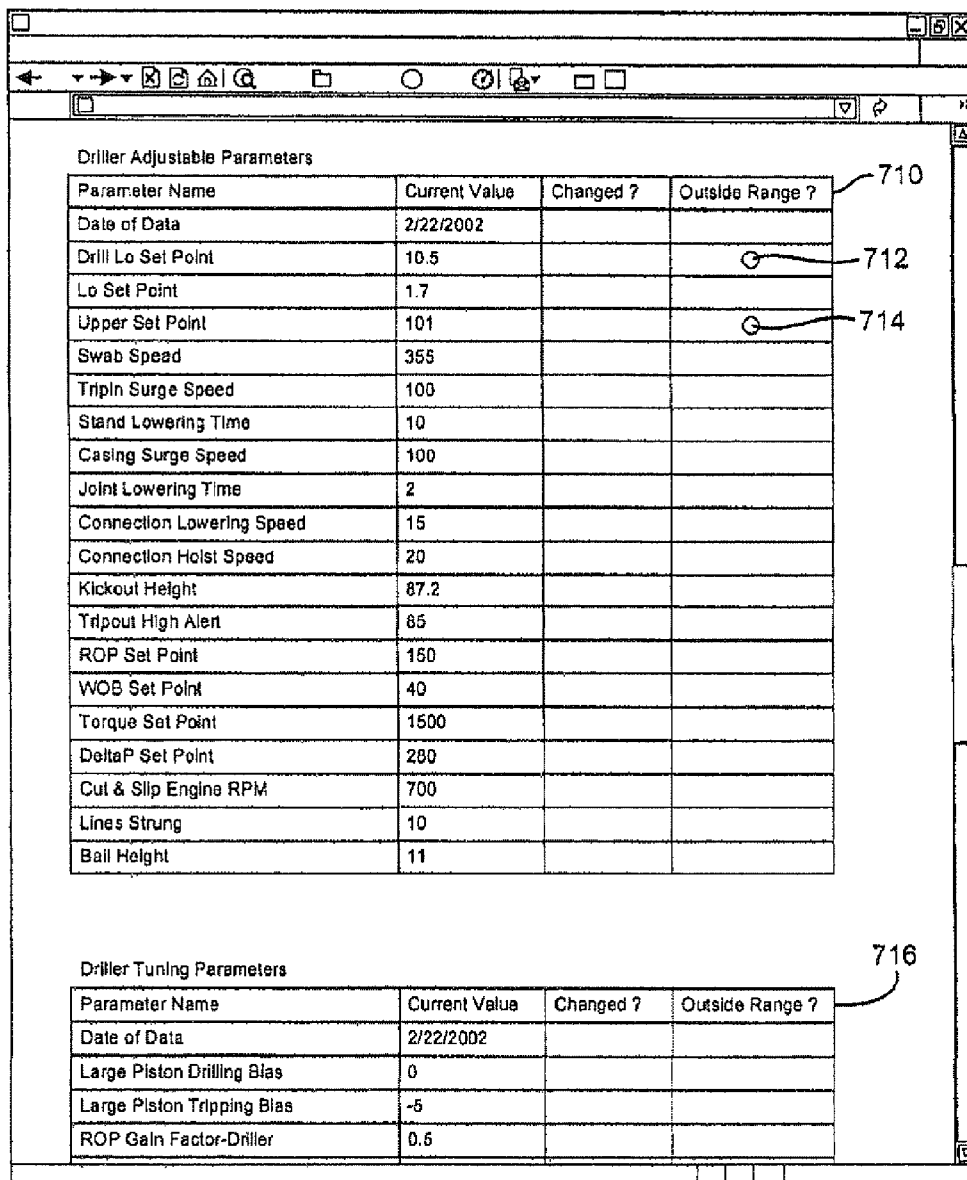 Driller Adjustable Parameters
710
Parameter Name Current Value Changed ? Outside Range ?
Date of Data 2/22/2002
Drill Lo Set Point 10.5 712
Lo Set Point 1.7
Upper Set Point 101 714
Swab Speed 355
Tripin Surge Speed 100
Stand Lowering Time 10
Casing Surge Speed 100
Joint Lowering Time 2
Connection Lowering Speed 15
Connection Hoist Speed 20
Kickout Height 87.2
Tripout High Alert 85
ROP Set Point 150
WOB Set Point 40
Torque Set Point 1500
DeltaP Set Point 280
Cut & Slip Engine RPM 700
Lines Strung 10
Bail Height 11
Driller Tuning Parameters
716
Parameter Name Current Value Changed ? Outside Range ?
Date of Data 2/22/2002
Large Piston Drilling Bias 0
Large Piston Tripping Bias -5
ROP Gain Factor-Driller 0.5